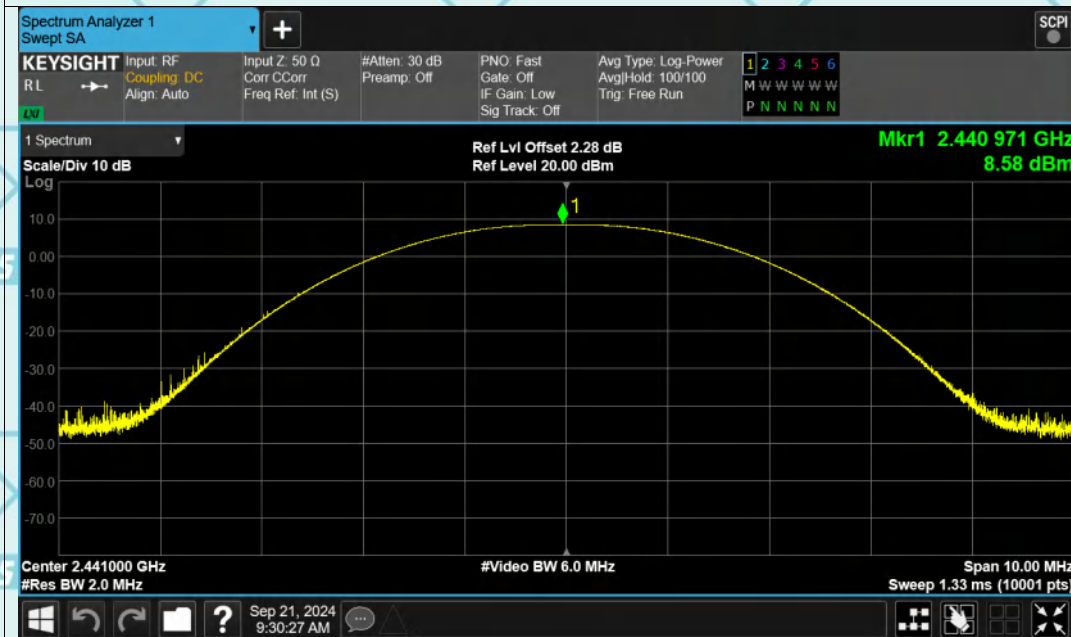 Spectrum Analyzer 1
Swept SA
+
SCPI
KEYSIGHT
RL
LXI
Input: RF
Coupling: DC
Align: Auto
Input Z: 50 Ω
Corr CCorr
Freq Ref: Int (S)
#Atten: 30 dB
Preamp: Off
PNO: Fast
Gate: Off
IF Gain: Low
Sig Track: Off
Avg Type: Log-Power
Avg|Hold: 100/100
Trig: Free Run
1 2 3 4 5 6
M W W W W W
P N N N N N
1 Spectrum
Scale/Div 10 dB
Log
Ref Lvl Offset 2.28 dB
Ref Level 20.00 dBm
Mkr1 2.440 971 GHz
8.58 dBm
1
10.0
0.00
-10.0
-20.0
-30.0
-40.0
-50.0
-60.0
-70.0
Center 2.441000 GHz
#Res BW 2.0 MHz
#Video BW 6.0 MHz
Span 10.00 MHz
Sweep 1.33 ms (10001 pts)
?
Sep 21, 2024
9:30:27 AM